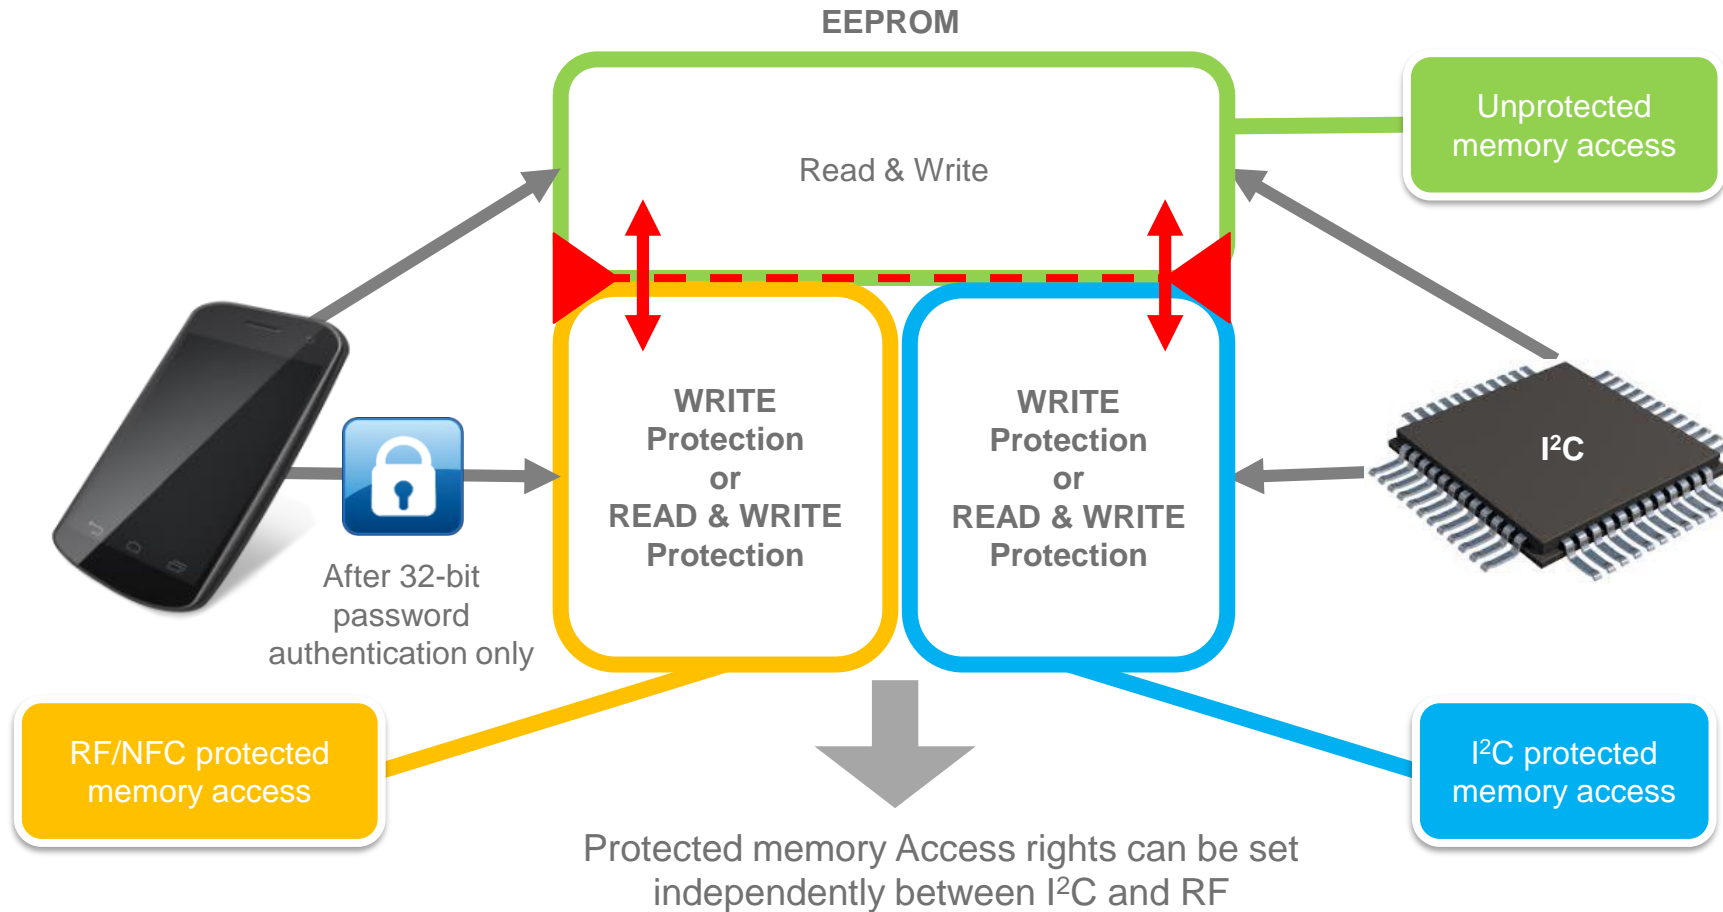 EEPROM
Unprotected
memory access
Read & Write
WRITE
Protection
or
READ & WRITE
Protection
WRITE
Protection
or
READ & WRITE
Protection
I²C
After 32-bit
password
authentication only
RF/NFC protected
memory access
I²C protected
memory access
Protected memory Access rights can be set
independently between I²C and RF